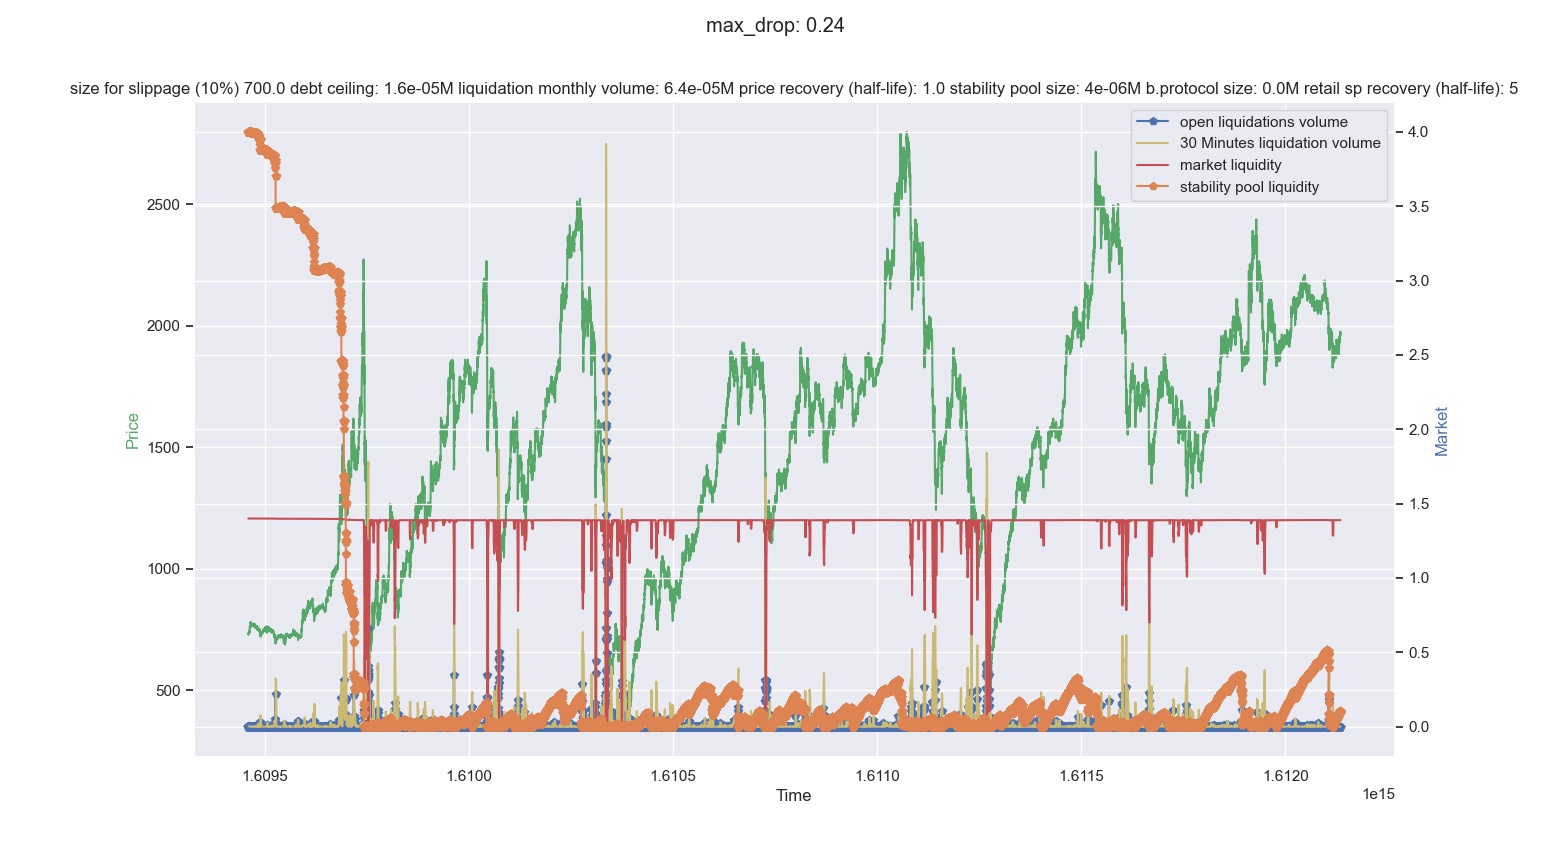 max_drop: 0.24
size for slippage (10%) 700.0 debt ceiling: 1.6e-05M liquidation monthly volume: 6.4e-05M price recovery (half-life): 1.0 stability pool size: 4e-06M b.protocol size: 0.0M retail sp recovery (half-life): 5
open liquidations volume
30 Minutes liquidation volume
market liquidity
stability pool liquidity
Price
2500
2000
1500
1000
500
4.0
3.5
3.0
2.5
2.0
1.5
1.0
0.5
0.0
Market
1.6095
1.6100
1.6105
1.6110
1.6115
1.6120
Time
1e15